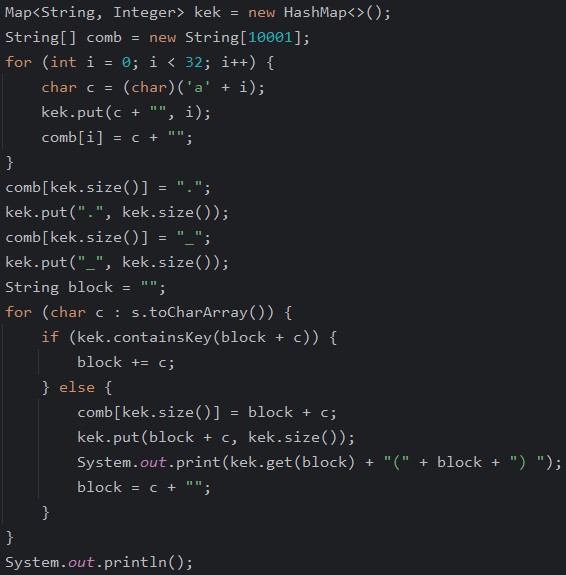 Map<String, Integer> kek = new HashMap<>();
String[] comb = new String[10001];
for (int i = 0; i < 32; i++) {
    char c = (char)('a' + i);
    kek.put(c + "", i);
    comb[i] = c + "";
}
comb[kek.size()] = ".";
kek.put(".", kek.size());
comb[kek.size()] = "_";
kek.put("_", kek.size());
String block = "";
for (char c : s.toCharArray()) {
    if (kek.containsKey(block + c)) {
        block += c;
    } else {
        comb[kek.size()] = block + c;
        kek.put(block + c, kek.size());
        System.out.print(kek.get(block) + "(" + block + ") ");
        block = c + "";
    }
}
System.out.println();